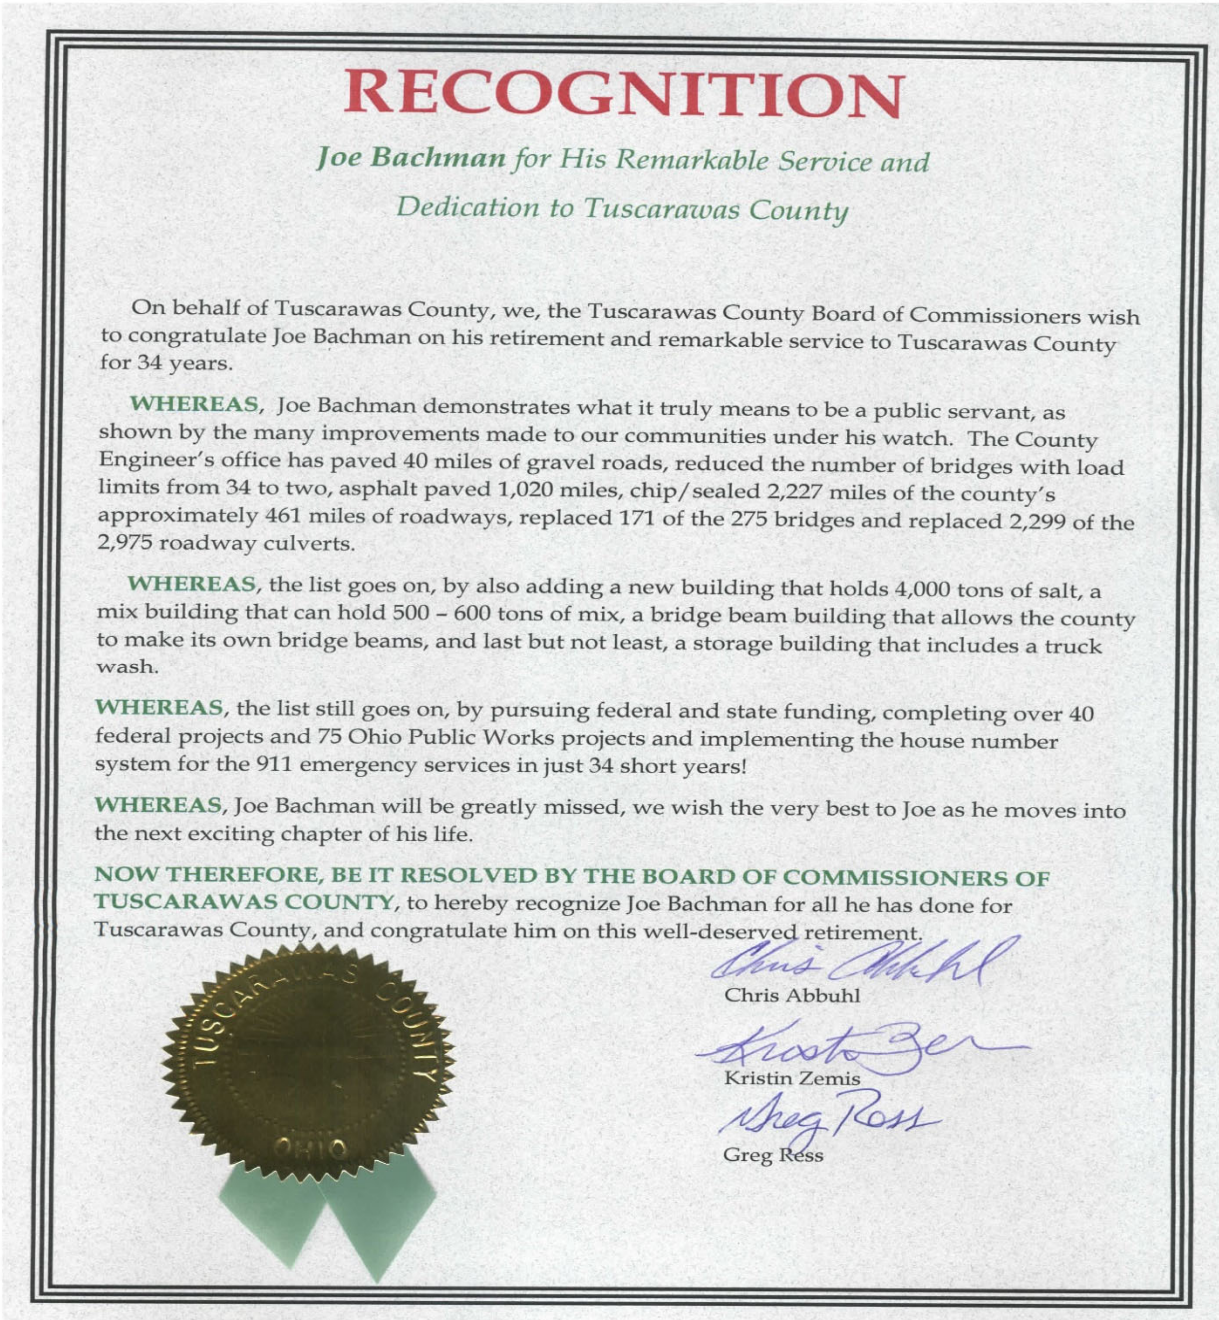 RECOGNITION
Joe Bachman for His Remarkable Service and
Dedication to Tuscarawas County
On behalf of Tuscarawas County, we, the Tuscarawas County Board of Commissioners wish
to congratulate Joe Bachman on his retirement and remarkable service to Tuscarawas County
for 34 years.
WHEREAS, Joe Bachman demonstrates what it truly means to be a public servant, as
shown by the many improvements made to our communities under his watch. The County
Engineer's office has paved 40 miles of gravel roads, reduced the number of bridges with load
limits from 34 to two, asphalt paved 1,020 miles, chip/sealed 2,227 miles of the county's
approximately 461 miles of roadways, replaced 171 of the 275 bridges and replaced 2,299 of the
2,975 roadway culverts.
WHEREAS, the list goes on, by also adding a new building that holds 4,000 tons of salt, a
mix building that can hold 500 – 600 tons of mix, a bridge beam building that allows the county
to make its own bridge beams, and last but not least, a storage building that includes a truck
wash.
WHEREAS, the list still goes on, by pursuing federal and state funding, completing over 40
federal projects and 75 Ohio Public Works projects and implementing the house number
system for the 911 emergency services in just 34 short years!
WHEREAS, Joe Bachman will be greatly missed, we wish the very best to Joe as he moves into
the next exciting chapter of his life.
NOW THEREFORE, BE IT RESOLVED BY THE BOARD OF COMMISSIONERS OF
TUSCARAWAS COUNTY, to hereby recognize Joe Bachman for all he has done for
Tuscarawas County, and congratulate him on this well-deserved retirement.
Chris Abbuhl
Chris Abbuhl
Kristin Zemis
Greg Ress
Greg Ress
TUSCARAWAS COUNTY
OHIO